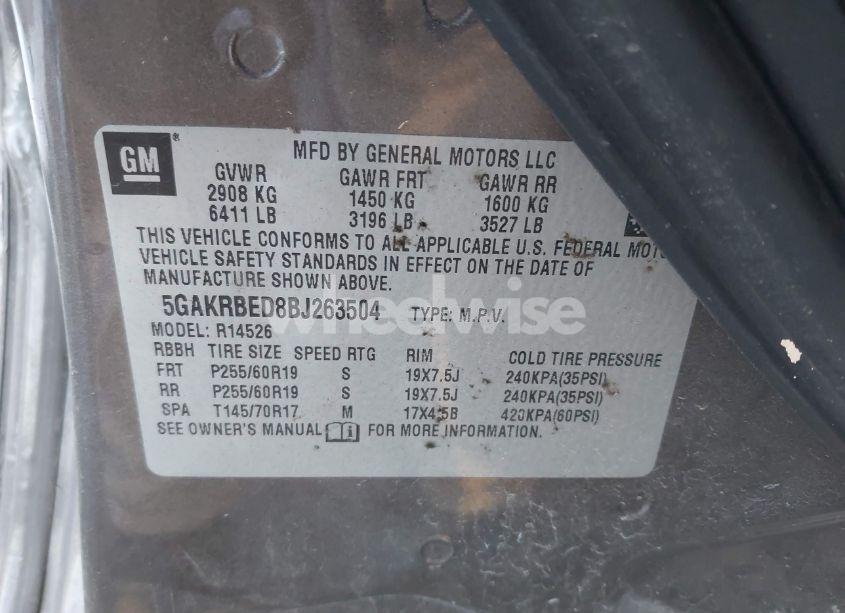 GM ®
MFD BY GENERAL MOTORS LLC
GVWR GAWR FRT GAWR RR
2908 KG 1450 KG 1600 KG
6411 LB 3196 LB 3527 LB
THIS VEHICLE CONFORMS TO ALL APPLICABLE U.S. FEDERAL MOTO
VEHICLE SAFETY STANDARDS IN EFFECT ON THE DATE OF
MANUFACTURE SHOWN ABOVE.
5GAKRBED8BJ263504 TYPE: M.P.V.
wheelwise
MODEL: R14526
RBBH TIRE SIZE SPEED RTG RIM COLD TIRE PRESSURE
FRT P255/60R19 S 19X7.5J 240KPA(35PSI)
RR P255/60R19 S 19X7.5J 240KPA(35PSI)
SPA T145/70R17 M 17X4.5B 420KPA(60PSI)
SEE OWNER'S MANUAL FOR MORE INFORMATION.